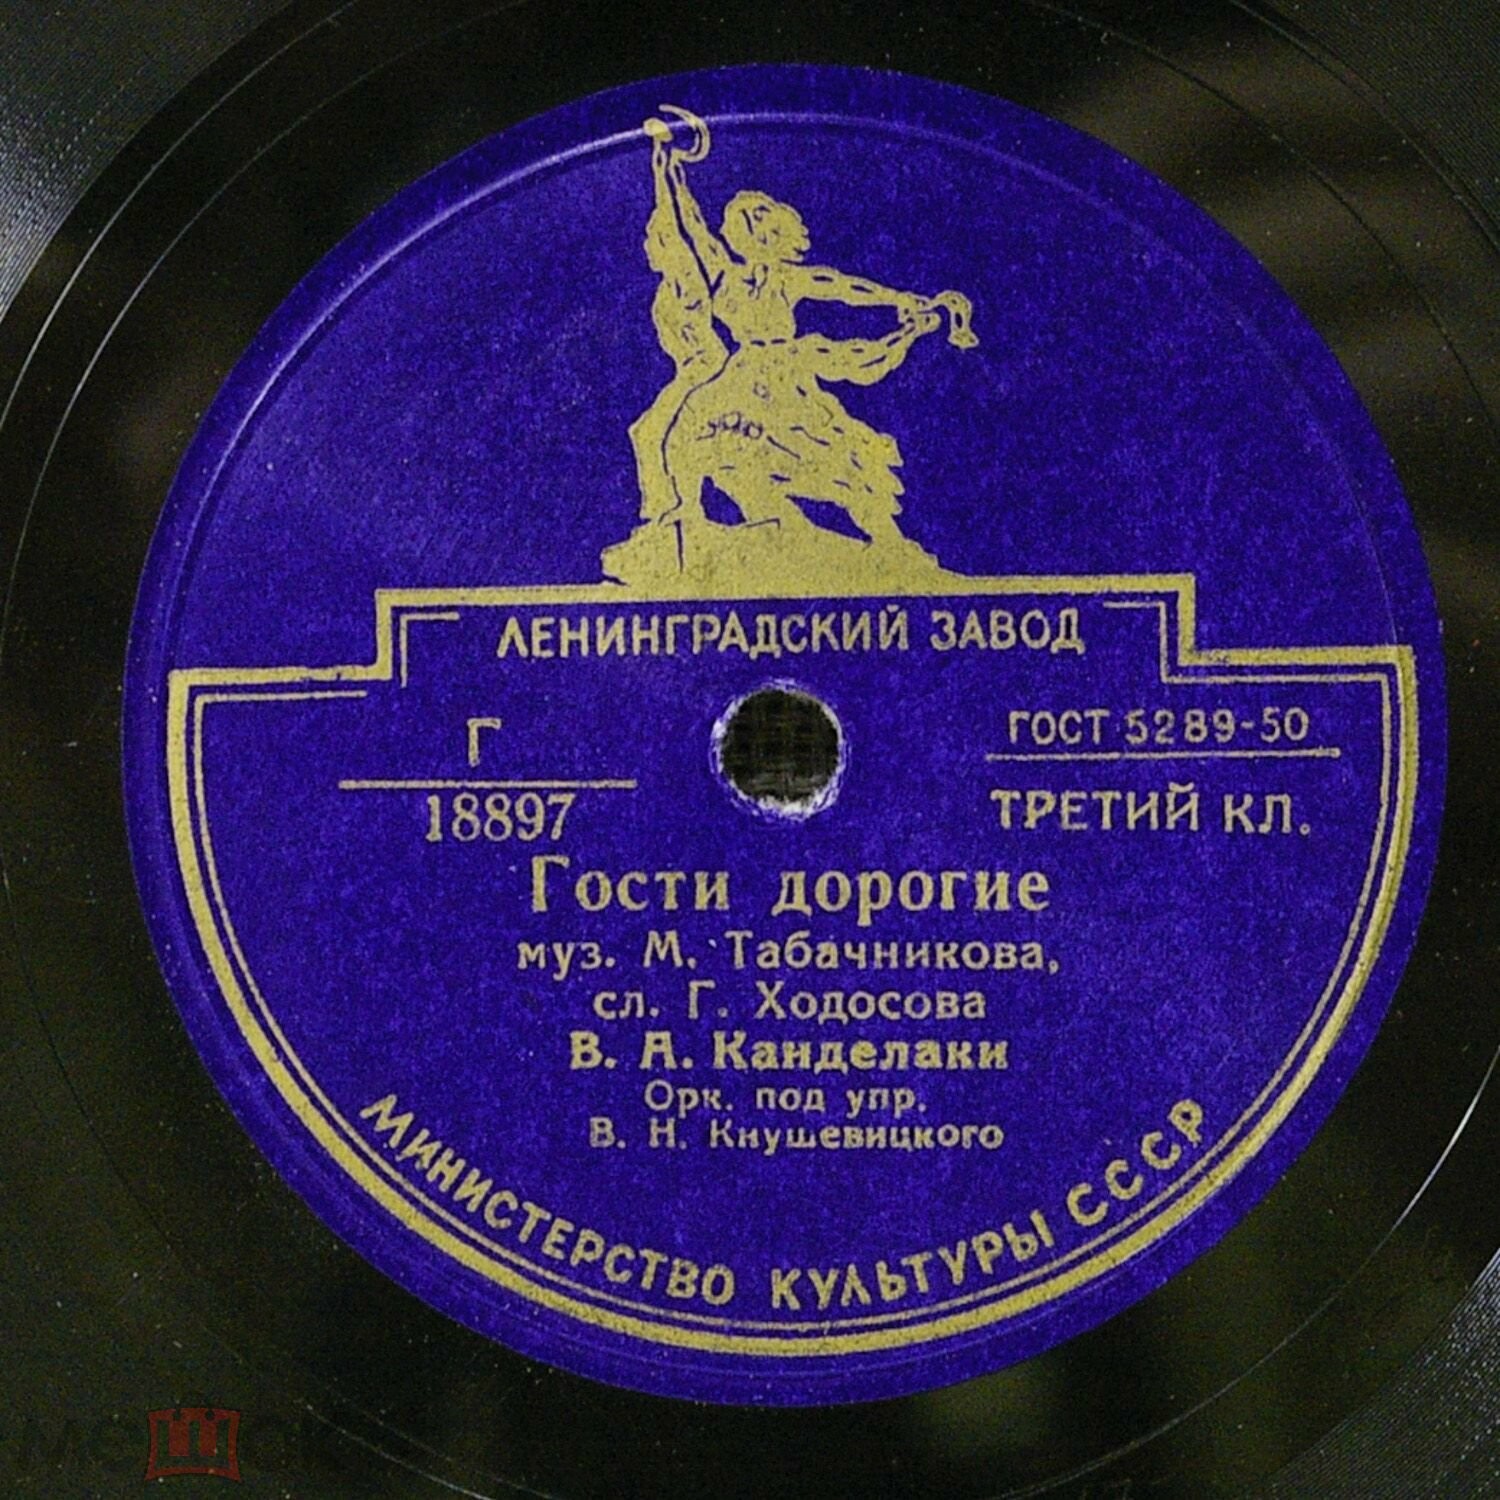 ЛЕНИНГРАДСКИЙ ЗАВОД
Г
18897
ГОСТ 5289-50
ТРЕТИЙ КЛ.
Гости дорогие
муз. М. Табачникова,
сл. Г. Ходосова
В. А. Канделаки
Орк. под упр.
В. Н. Кнушевицкого
МИНИСТЕРСТВО КУЛЬТУРЫ СССР